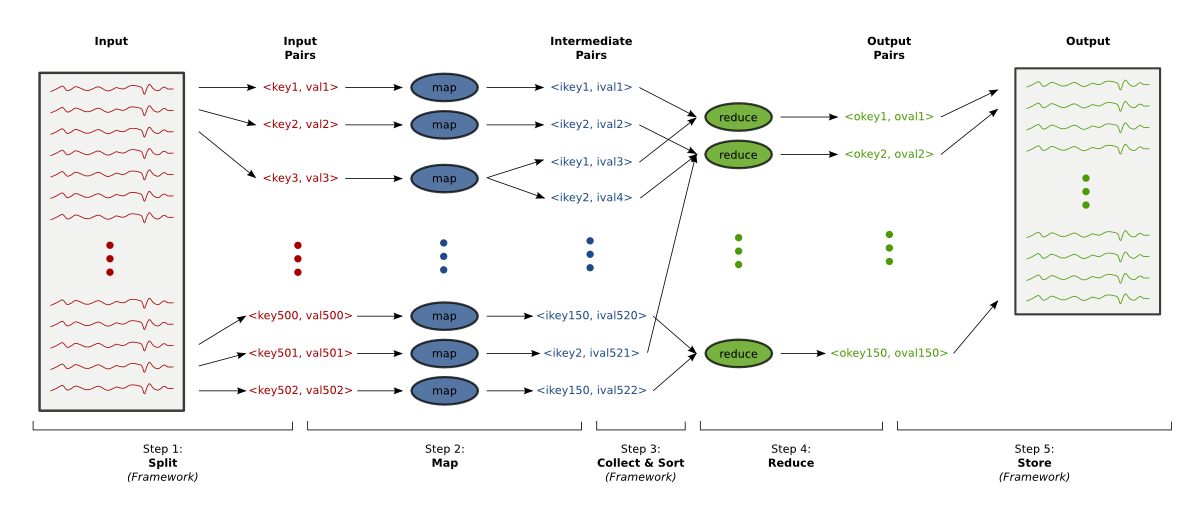 Input
Input
Pairs
Intermediate
Pairs
Output
Pairs
Output
<key1, val1>
map
<ikey1, ival1>
<key2, val2>
map
<ikey2, ival2>
<key3, val3>
map
<ikey1, ival3>
<ikey2, ival4>
reduce
<okey1, oval1>
reduce
<okey2, oval2>
<key500, val500>
map
<ikey150, ival520>
<key501, val501>
map
<ikey2, ival521>
reduce
<okey150, oval150>
<key502, val502>
map
<ikey150, ival522>
Step 1:
Split
(Framework)
Step 2:
Map
Step 3:
Collect & Sort
(Framework)
Step 4:
Reduce
Step 5:
Store
(Framework)